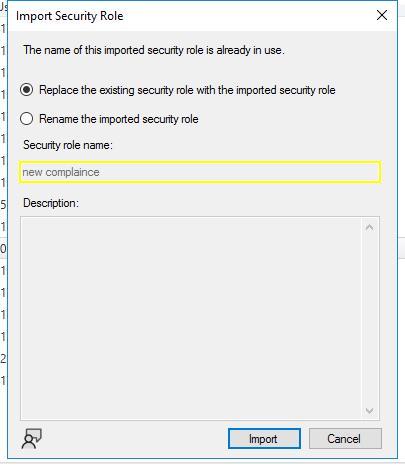 Import Security Role
The name of this imported security role is already in use.
Replace the existing security role with the imported security role
Rename the imported security role
Security role name:
new complaince
Description:
Import
Cancel